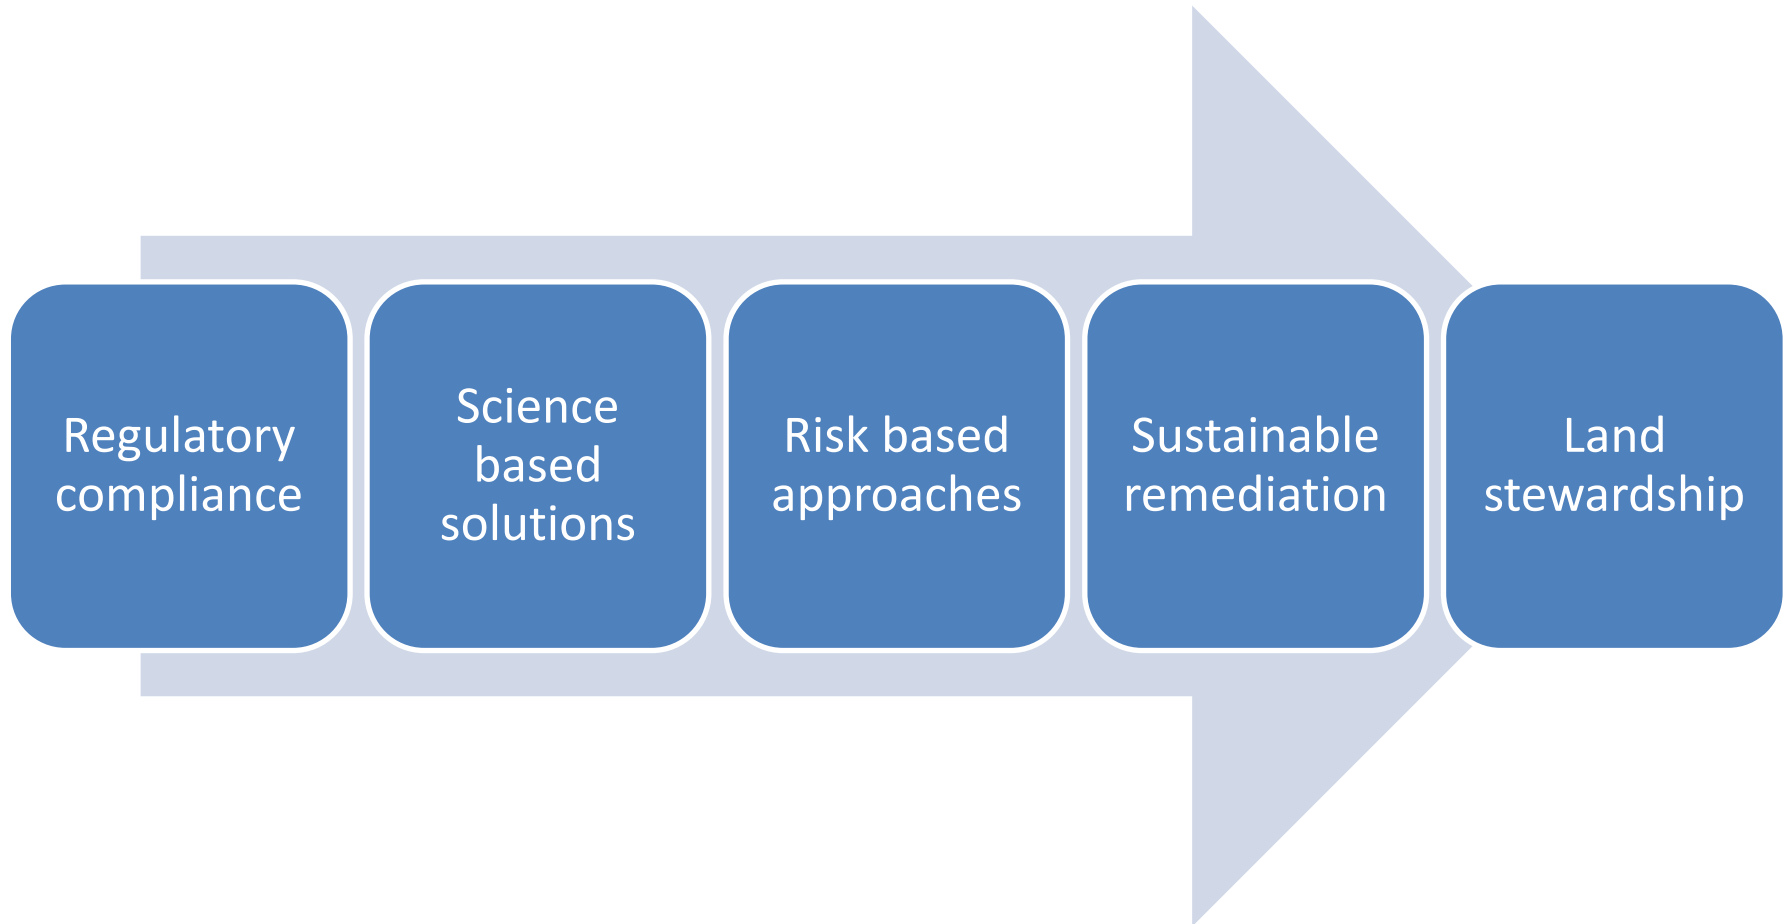 Regulatory
compliance
Science
based
solutions
Risk based
approaches
Sustainable
remediation
Land
stewardship